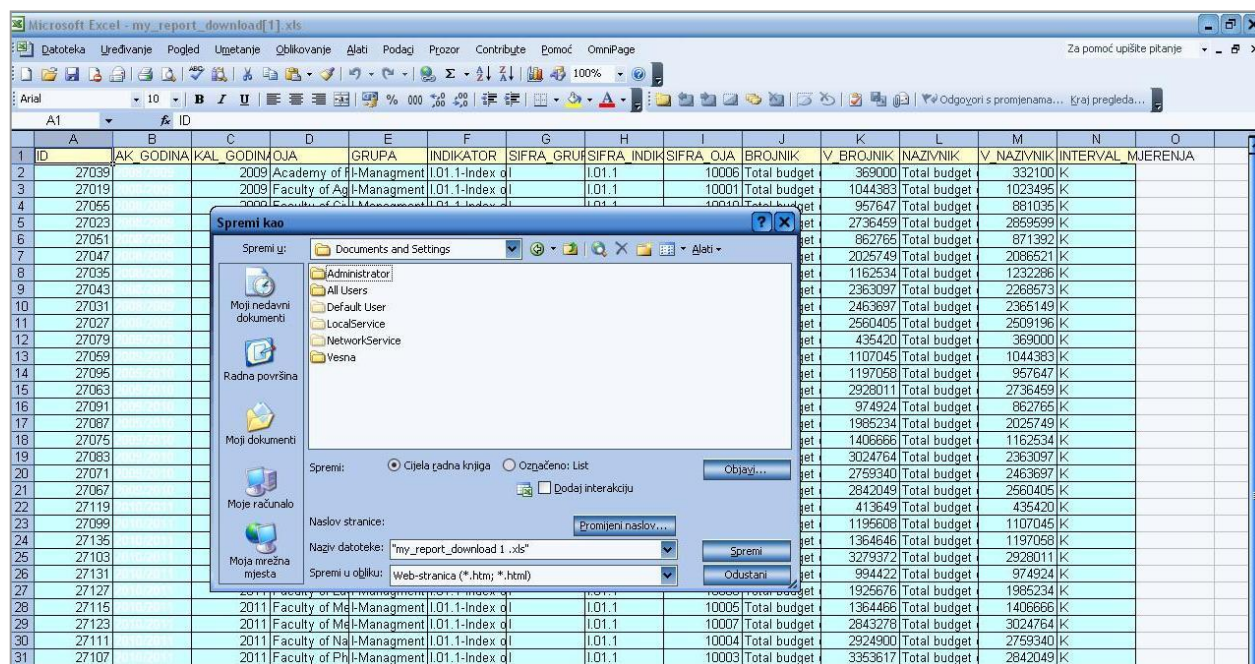 Microsoft Excel - my_report_download[1].xls
Datoteka Uređivanje Pogled Umetanje Oblikovanje Alati Podaci Prozor Contribute Pomoć OmniPage Za pomoć upišite pitanje
100%
Arial 10 B I U % 000 Odgovori s promjenama... Kraj pregleda...
A1 fx ID
A B C D E F G H I J K L M N O
1 ID AK_GODINA KAL_GODINA OJA GRUPA INDIKATOR SIFRA_GRUP SIFRA_INDIK SIFRA_OJA BROJNIK V_BROJNIK NAZIVNIK V_NAZIVNIK INTERVAL_MJERENJA
2 27039 2009 Academy of F I-Managment I.01.1-Index o I I.01.1 10006 Total budget 369000 Total budget 332100 K
3 27019 2009 Faculty of Ag I-Managment I.01.1-Index o I I.01.1 10001 Total budget 1044383 Total budget 1023495 K
4 27055 957647 Total budget 881035 K
5 27023 2736459 Total budget 2859599 K
6 27051 862765 Total budget 871392 K
7 27047 2025749 Total budget 2086521 K
8 27035 1162534 Total budget 1232286 K
9 27043 2363097 Total budget 2268573 K
10 27031 2463697 Total budget 2365149 K
11 27027 2560405 Total budget 2509196 K
12 27079 435420 Total budget 369000 K
13 27059 1107045 Total budget 1044383 K
14 27095 1197058 Total budget 957647 K
15 27063 2928011 Total budget 2736459 K
16 27091 974924 Total budget 862765 K
17 27087 1985234 Total budget 2025749 K
18 27075 1406666 Total budget 1162534 K
19 27083 3024764 Total budget 2363097 K
20 27071 2759340 Total budget 2463697 K
21 27067 2842049 Total budget 2560405 K
22 27119 413649 Total budget 435420 K
23 27099 1195608 Total budget 1107045 K
24 27135 1364646 Total budget 1197058 K
25 27103 3279372 Total budget 2928011 K
26 27131 994422 Total budget 974924 K
27 27127 1925676 Total budget 1985234 K
28 27115 2011 Faculty of Me I-Managment I.01.1-Index o I I.01.1 10005 Total budget 1364466 Total budget 1406666 K
29 27123 2011 Faculty of Me I-Managment I.01.1-Index o I I.01.1 10007 Total budget 2843278 Total budget 3024764 K
30 27111 2011 Faculty of Na I-Managment I.01.1-Index o I I.01.1 10004 Total budget 2924900 Total budget 2759340 K
31 27107 2011 Faculty of Ph I-Managment I.01.1-Index o I I.01.1 10003 Total budget 3353617 Total budget 2842049 K
Spremi kao
Spremi u: Documents and Settings Alati
Moji nedavni dokumenti
Radna površina
Moji dokumenti
Moje računalo
Moja mrežna mjesta
Administrator
All Users
Default User
LocalService
NetworkService
Vesna
Spremi: Cijela radna knjiga Označeno: List Objavi...
Dodaj interakciju
Naslov stranice: Promijeni naslov...
Naziv datoteke: "my_report_download 1 .xls" Spremi
Spremi u obliku: Web-stranica (*.htm; *.html) Odustani